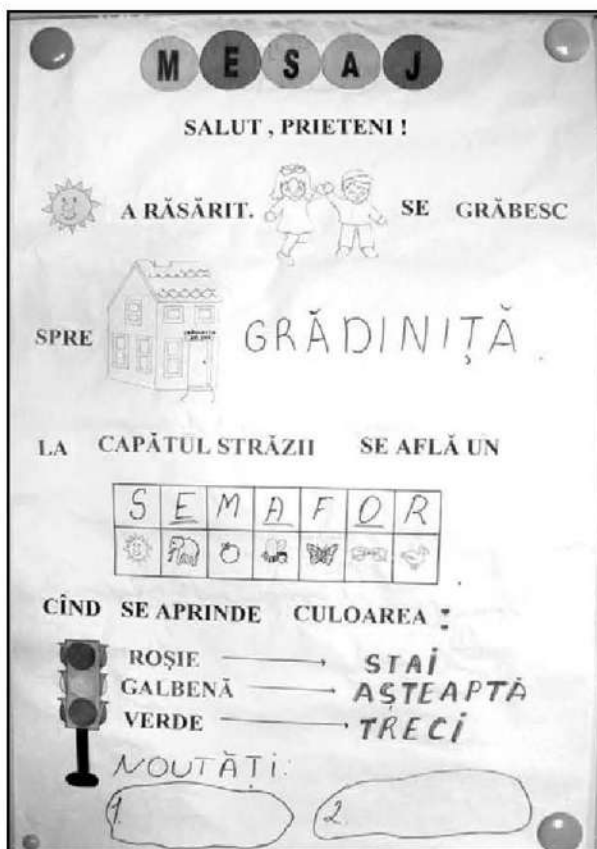 MESAJ
SALUT , PRIETENI !
A RĂSĂRIT. SE GRĂBESC
SPRE GRĂDINIȚĂ.
LA CAPĂTUL STRĂZII SE AFLĂ UN
SEMAFOR
CÎND SE APRINDE CULOAREA :
ROȘIE STAI
GALBENĂ AȘTEAPTĂ
VERDE TRECI
NOUTĂȚI:
1. 2.